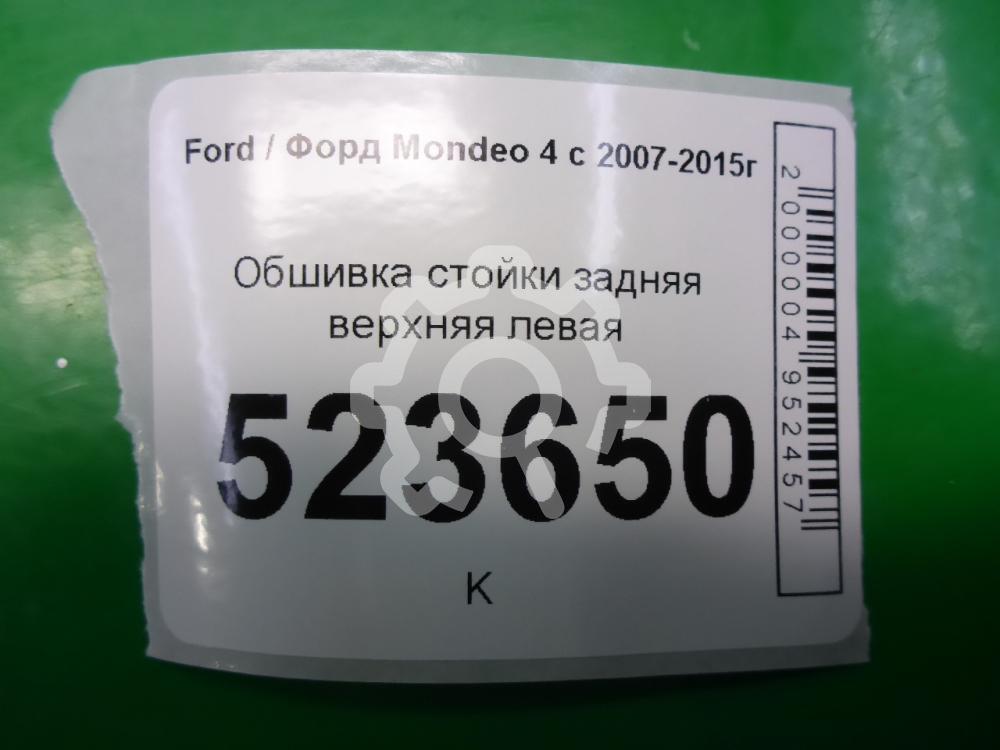 Ford / Форд Mondeo 4 с 2007-2015г
Обшивка стойки задняя
верхняя левая
523650
К
2000004952457